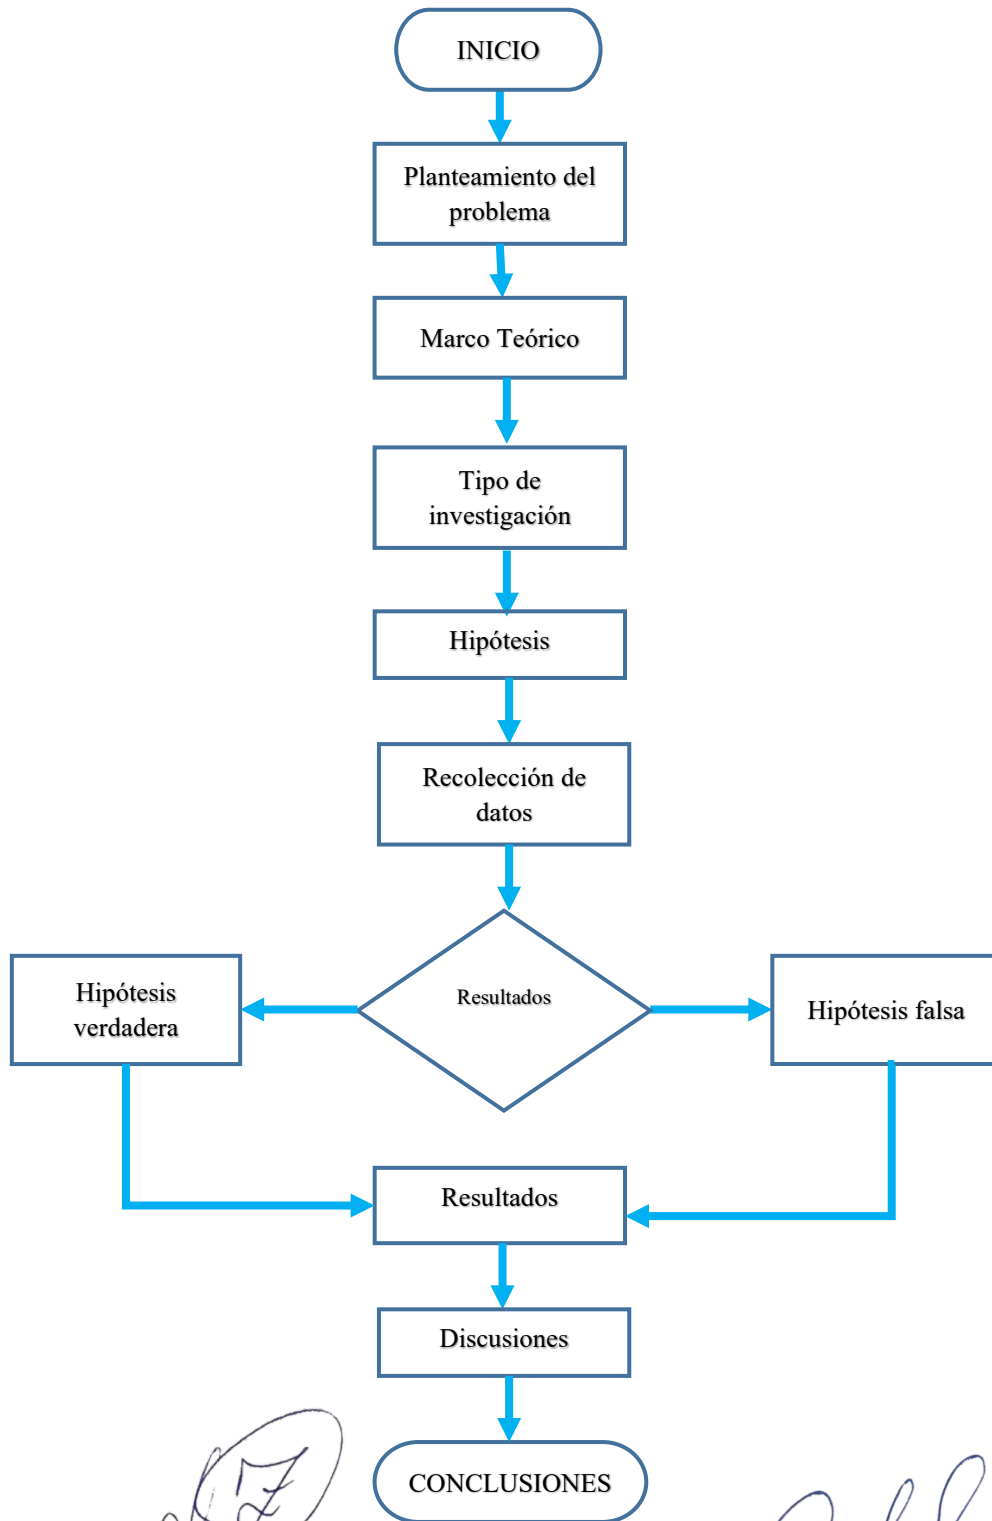 INICIO
Planteamiento del
problema
Marco Teórico
Tipo de
investigación
Hipótesis
Recolección de
datos
Resultados
Hipótesis
verdadera
Hipótesis falsa
Resultados
Discusiones
CONCLUSIONES